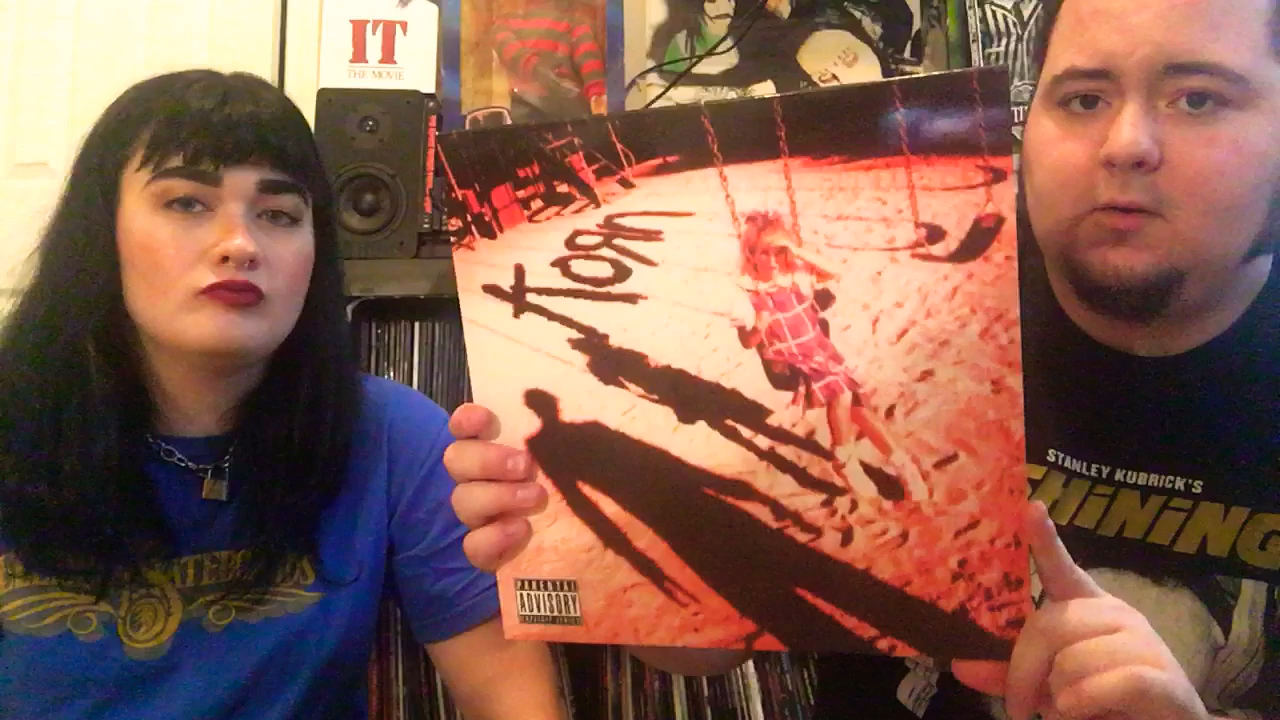 IT
THE MOVIE
KoRn
PARENTAL
ADVISORY
STANLEY KUBRICK'S
SHiNiNG